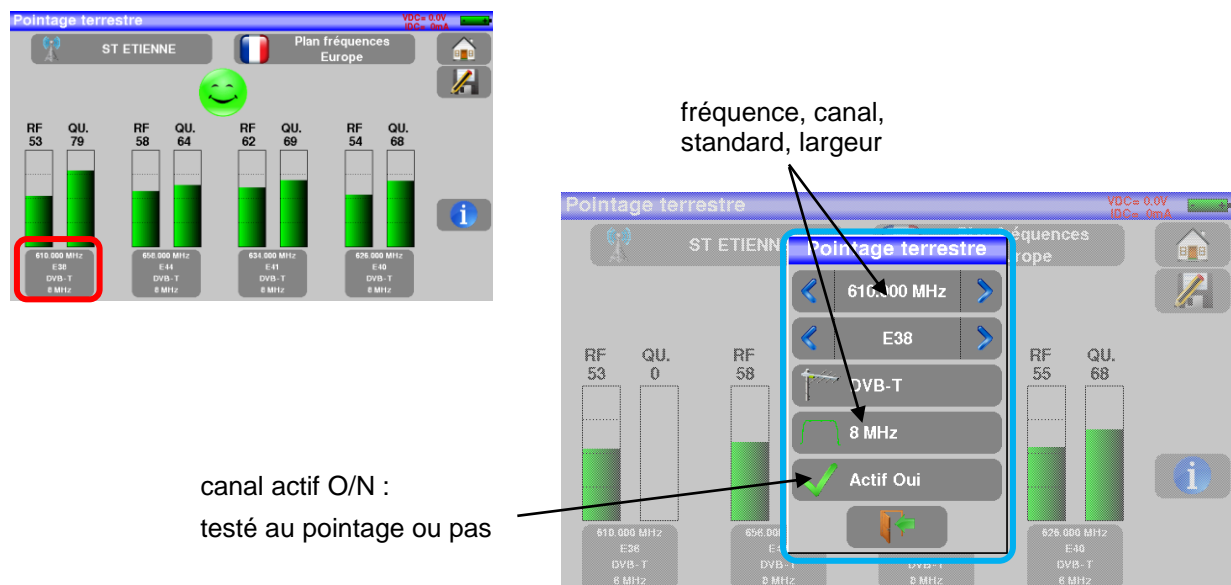 Pointage terrestre
VDC= 0.0V
IDC= 0mA
ST ETIENNE
Plan fréquences
Europe
RF QU. RF QU. RF QU. RF QU.
53 79 58 64 62 69 54 68
610.000 MHz 658.000 MHz 634.000 MHz 626.000 MHz
E38 E44 E41 E40
DVB-T DVB-T DVB-T DVB-T
8 MHz 8 MHz 8 MHz 8 MHz
fréquence, canal,
standard, largeur
Pointage terrestre
VDC= 0.0V
IDC= 0mA
ST ETIENN
équences
rope
Pointage terrestre
610.000 MHz
E38
DVB-T
8 MHz
Actif Oui
RF QU. RF RF QU.
53 0 58 55 68
610.000 MHz 626.000 MHz
E38 E40
DVB-T DVB-T DVB-T DVB-T
8 MHz 8 MHz 8 MHz 8 MHz
canal actif O/N :
testé au pointage ou pas